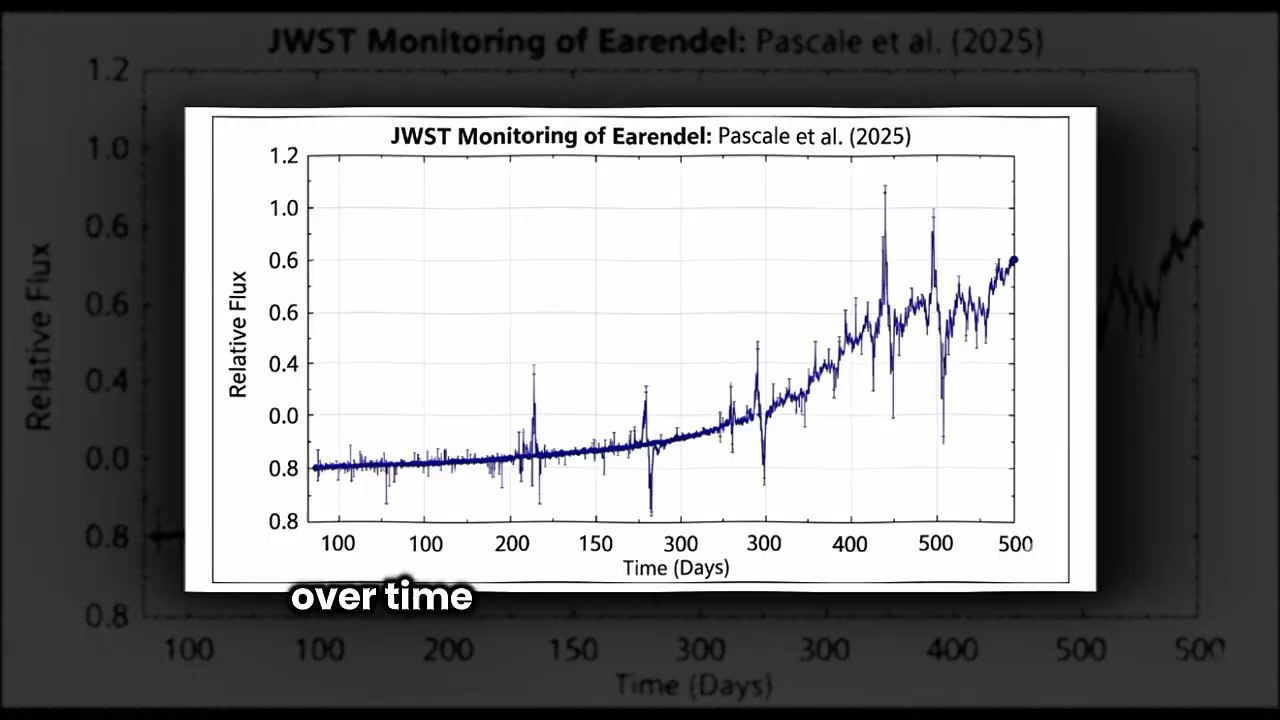 JWST Monitoring of Earendel: Pascale et al. (2025)
1.2
1.0
0.6
0.6
0.4
0.0
0.8
0.8
Relative Flux
JWST Monitoring of Earendel: Pascale et al. (2025)
1.2
1.0
0.6
0.6
0.4
0.0
0.8
0.8
Relative Flux
100 100 200 150 300 300 400 500 500
Time (Days)
over time
100 100 200 150 300 300 400 500 500
Time (Days)